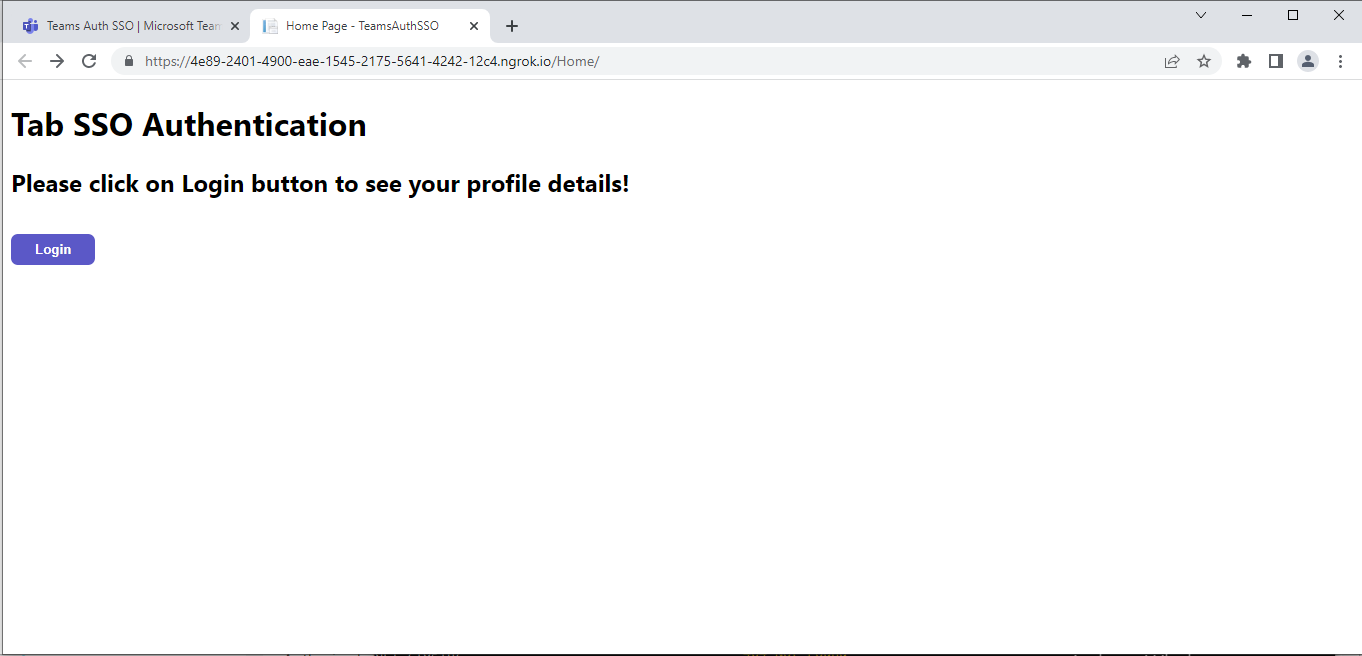 Teams Auth SSO | Microsoft Team
Home Page - TeamsAuthSSO
https://4e89-2401-4900-eae-1545-2175-5641-4242-12c4.ngrok.io/Home/
Tab SSO Authentication
Please click on Login button to see your profile details!
Login